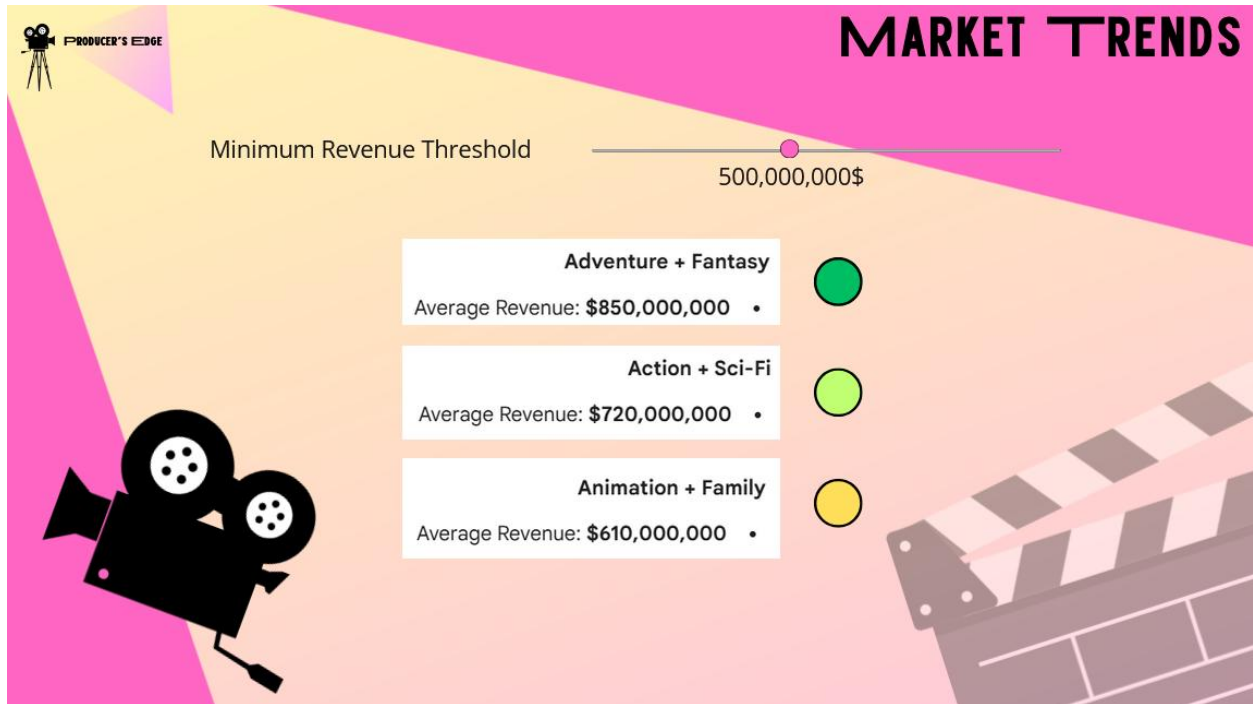 PRODUCER'S EDGE
MARKET TRENDS
Minimum Revenue Threshold
500,000,000$
Adventure + Fantasy
Average Revenue: $850,000,000 •
Action + Sci-Fi
Average Revenue: $720,000,000 •
Animation + Family
Average Revenue: $610,000,000 •